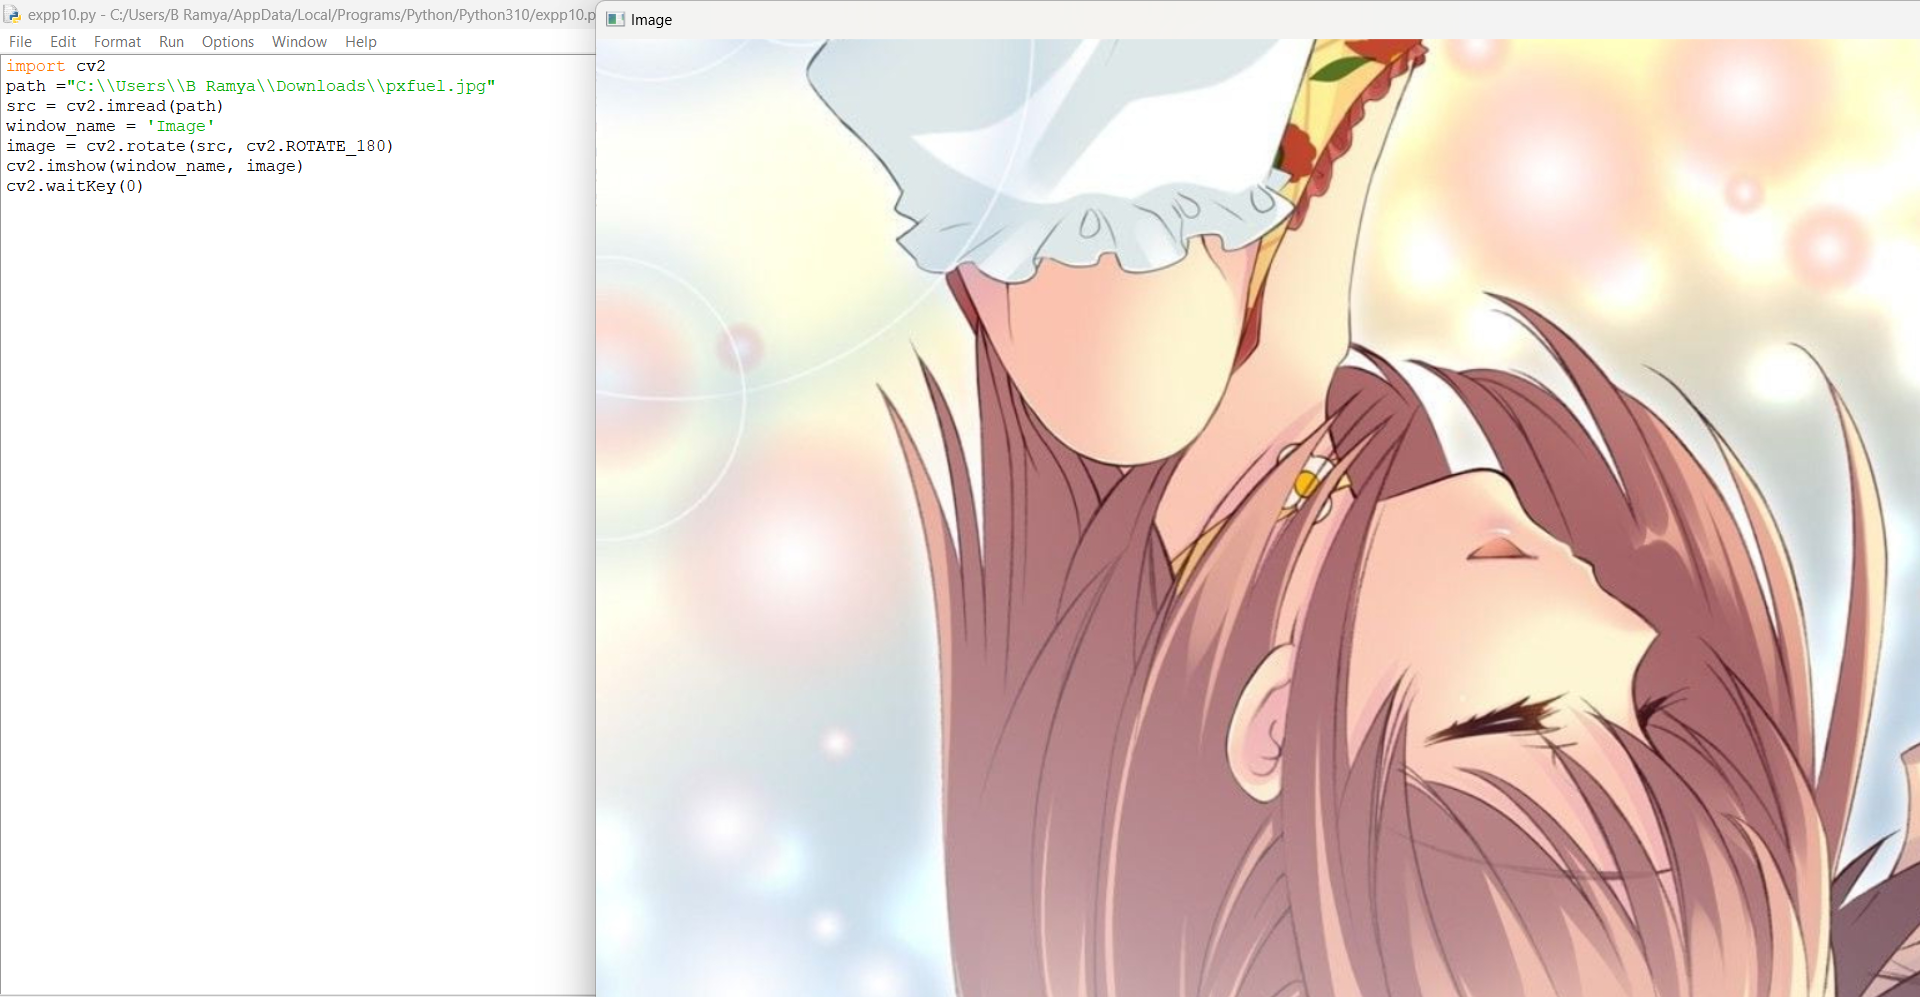 expp10.py - C:/Users/B Ramya/AppData/Local/Programs/Python/Python310/expp10.p
File Edit Format Run Options Window Help
import cv2
path ="C:\\Users\\B Ramya\\Downloads\\pxfuel.jpg"
src = cv2.imread(path)
window_name = 'Image'
image = cv2.rotate(src, cv2.ROTATE_180)
cv2.imshow(window_name, image)
cv2.waitKey(0)
Image